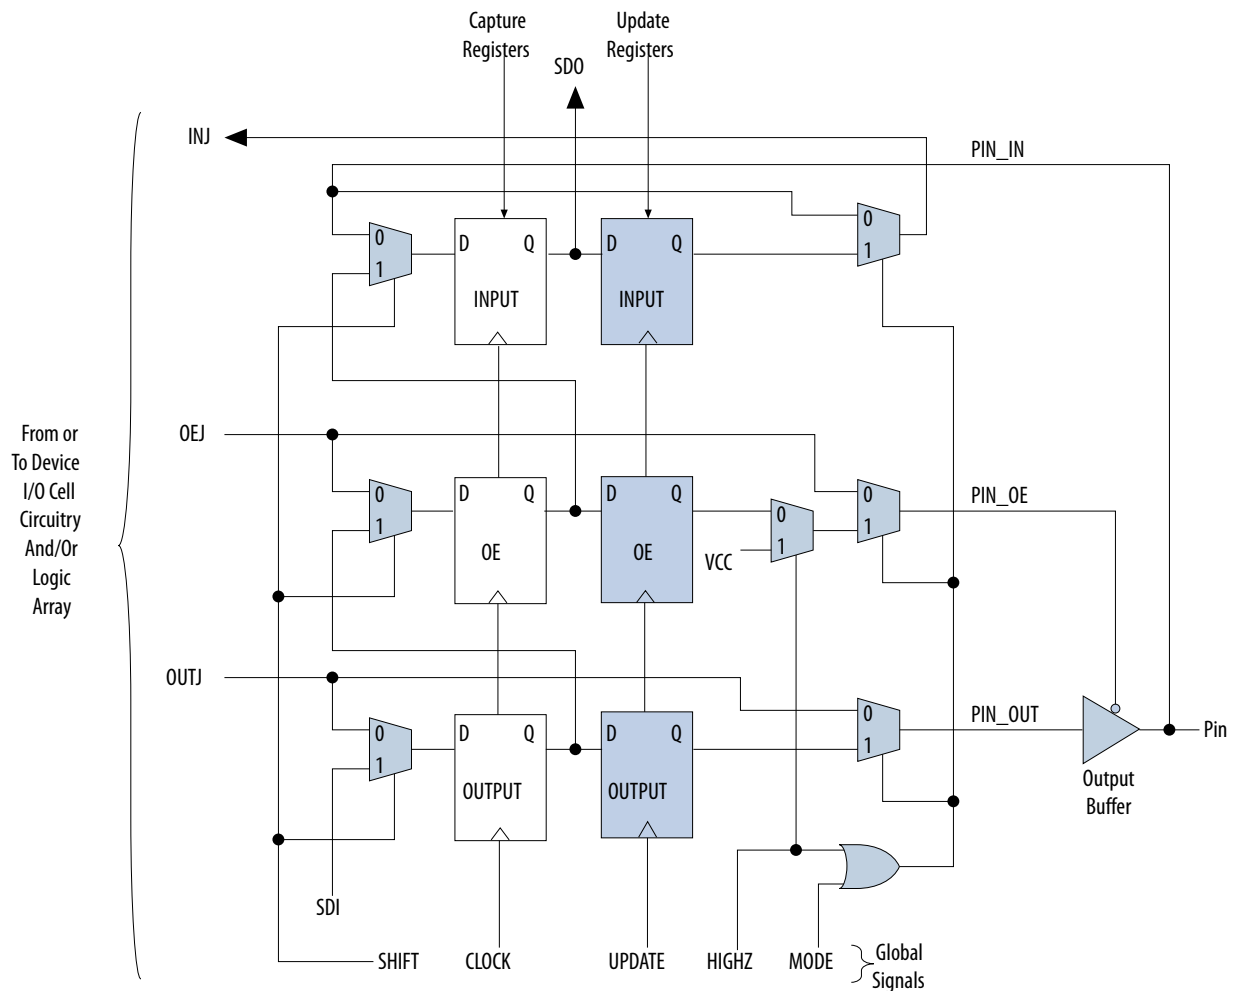 Capture
Registers
Update
Registers
SDO
INJ
PIN_IN
0
1
D Q
INPUT
D Q
INPUT
0
1
OEJ
From or
To Device
I/O Cell
Circuitry
And/Or
Logic
Array
0
1
D Q
OE
D Q
OE
0
1
VCC
0
1
PIN_OE
OUTJ
0
1
D Q
OUTPUT
D Q
OUTPUT
0
1
PIN_OUT
Pin
Output
Buffer
SDI
SHIFT
CLOCK
UPDATE
HIGHZ
MODE
Global
Signals